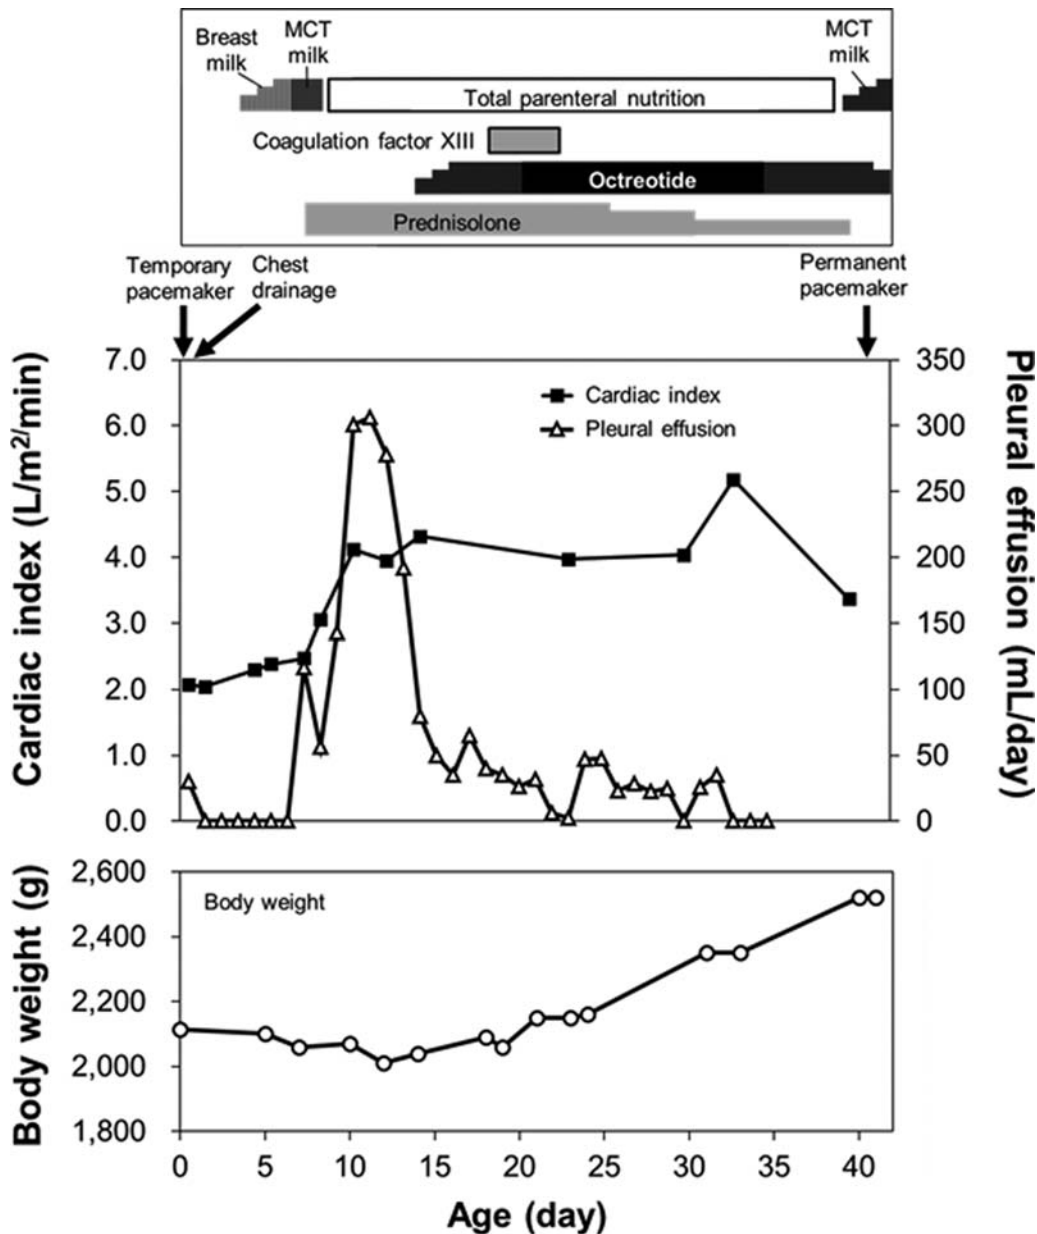 Breast
milk
MCT
milk
MCT
milk
Total parenteral nutrition
Coagulation factor XIII
Octreotide
Prednisolone
Temporary
pacemaker
Chest
drainage
Permanent
pacemaker
Cardiac index (L/m²/min)
7.0
6.0
5.0
4.0
3.0
2.0
1.0
0.0
Cardiac index
Pleural effusion
350
300
250
200
150
100
50
0
Pleural effusion (mL/day)
Body weight (g)
2,600
2,400
2,200
2,000
1,800
Body weight
0 5 10 15 20 25 30 35 40
Age (day)